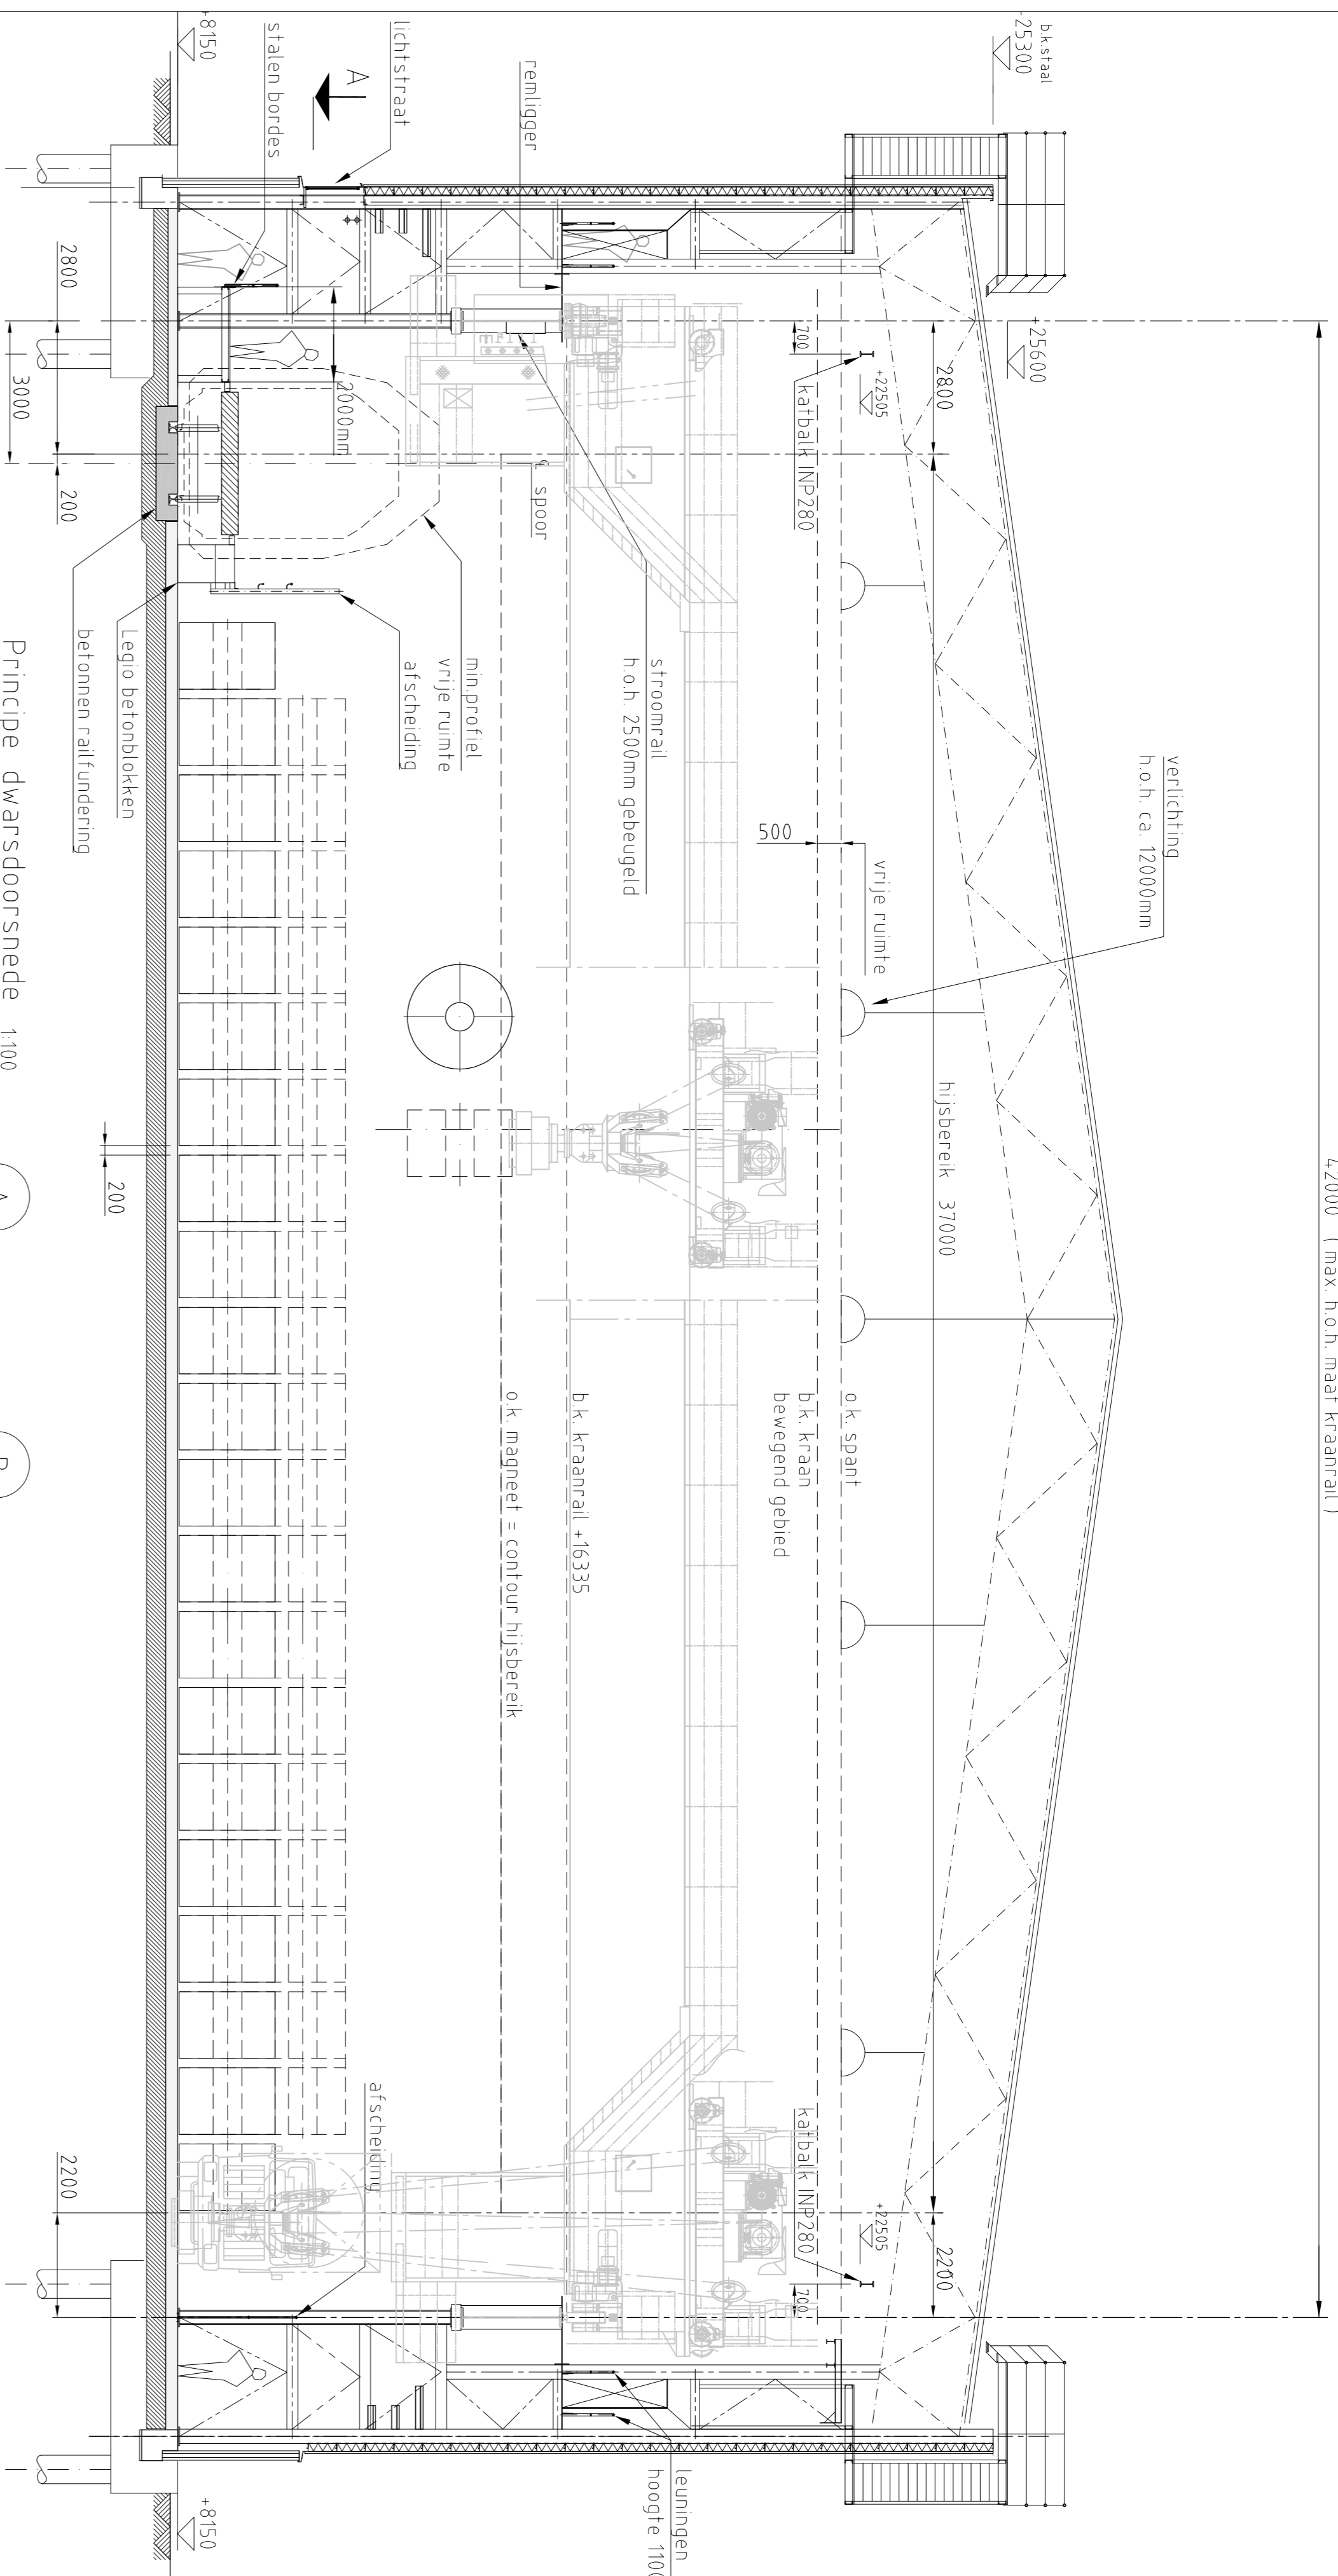 42000 ( max. h.o.h. maat kraanrail )
verlichting
h.o.h. ca. 12000mm
b.k.staal
+25300
+25600
2800
hijsbereik 37000
2200
700
+22505
katbalk INP280
700
+22505
katbalk INP280
500
vrije ruimte
o.k. spant
b.k. kraan
bewegend gebied
stroomrail
h.o.h. 2500mm gebeugeld
b.k. kraanrail +16335
o.k. magneet = contour hijsbereik
leuningen
hoogte 1100
remligger
spoor
min.profiel
vrije ruimte
afscheiding
lichtstraat
A
stalen bordes
2000mm
afscheiding
+8150
+8150
Legio betonblokken
betonnen railfundering
200
2800
200
3000
2200
Principe dwarsdoorsnede 1:100